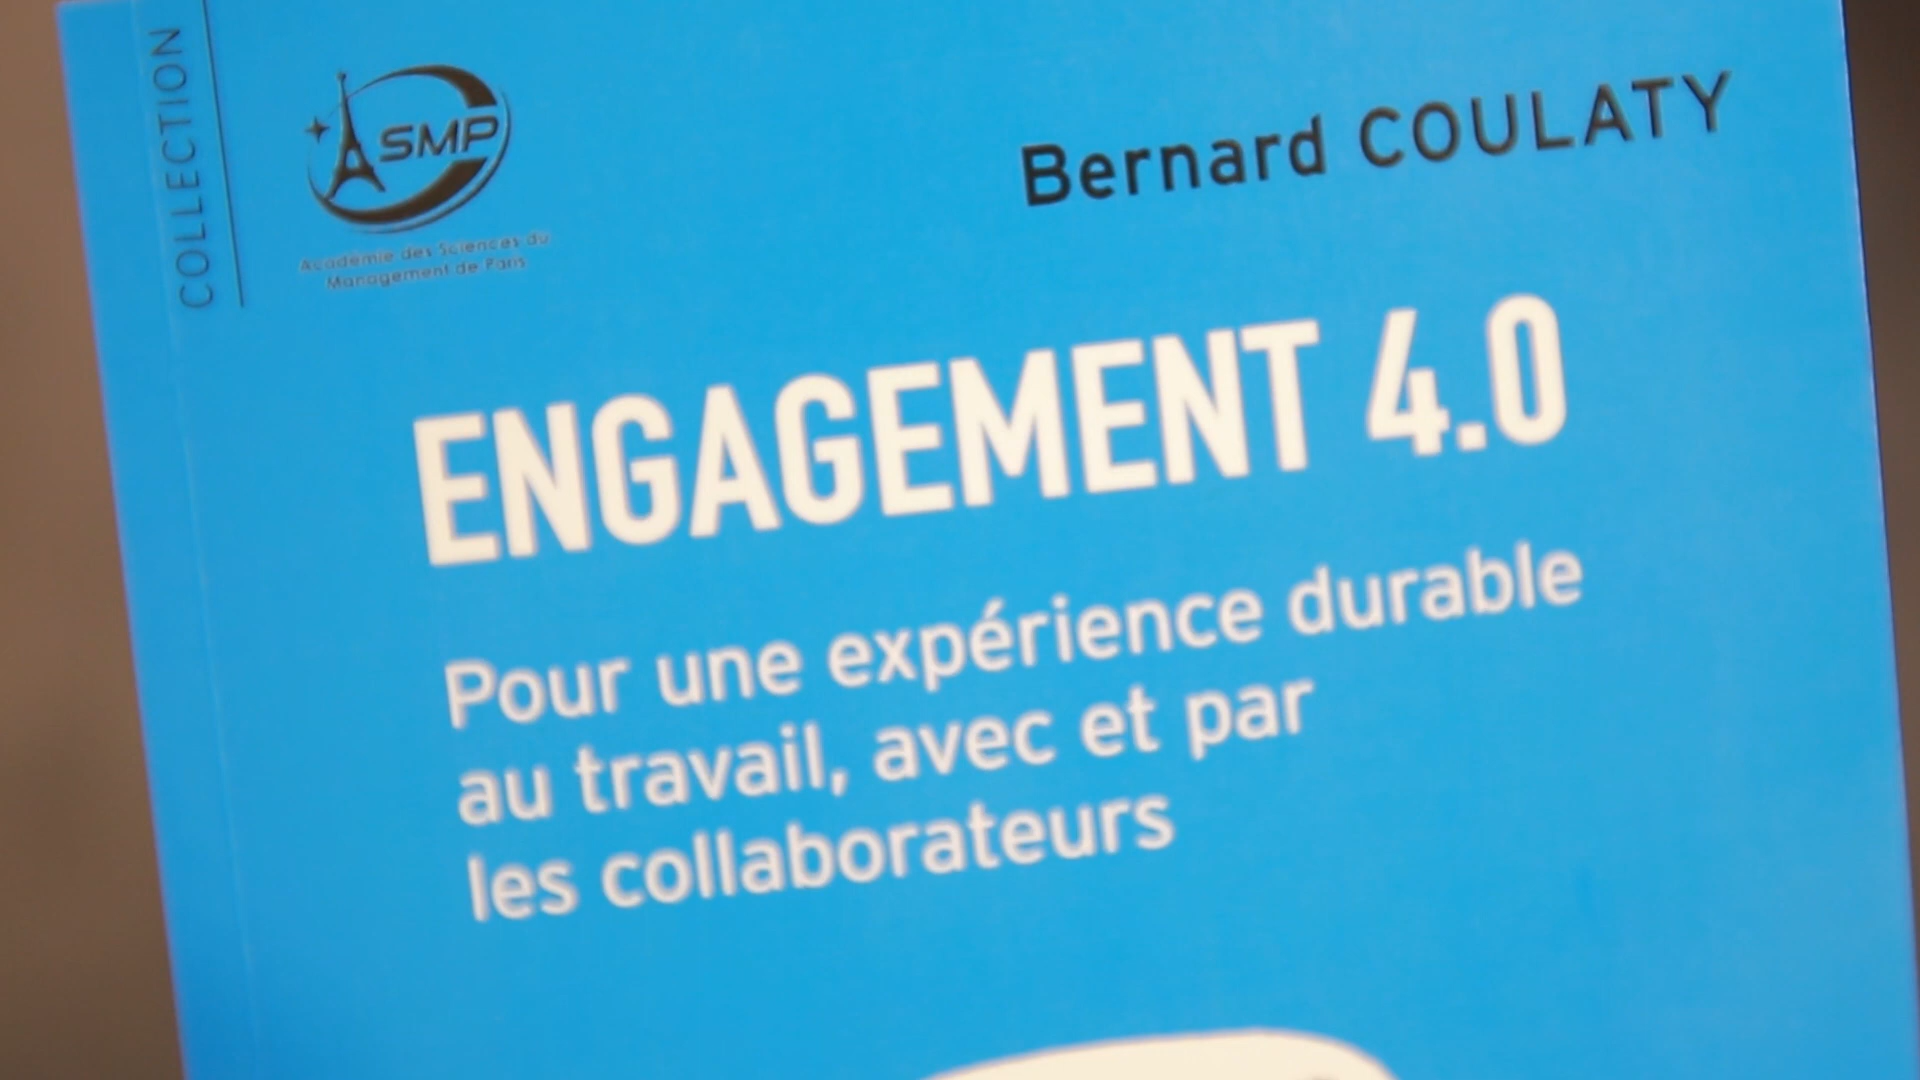 COLLECTION
ASMP
Académie des Sciences du
Management de Paris
Bernard COULATY
ENGAGEMENT 4.0
Pour une expérience durable
au travail, avec et par
les collaborateurs